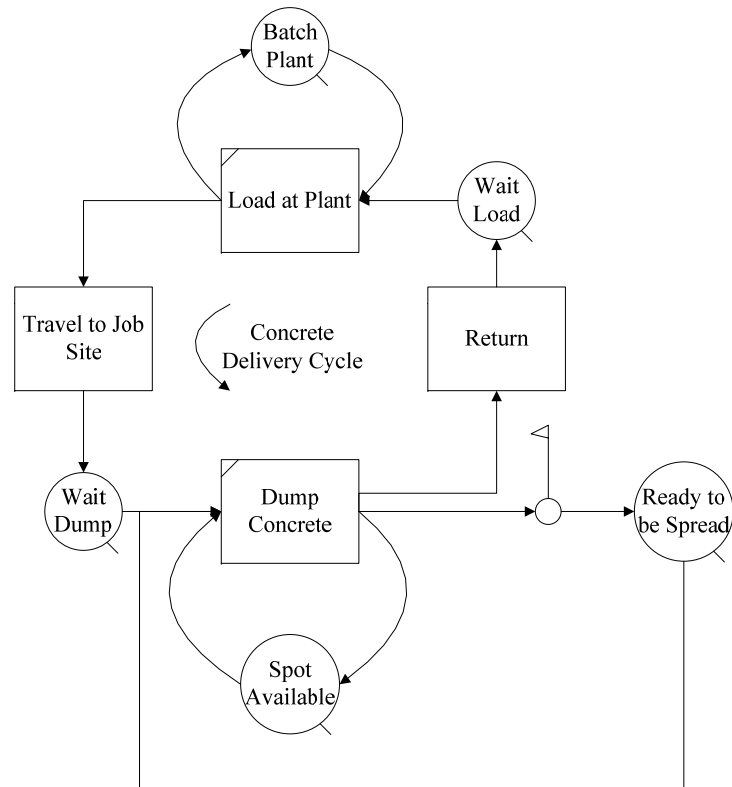 Batch
Plant
Load at Plant
Wait
Load
Travel to Job
Site
Concrete
Delivery Cycle
Return
Wait
Dump
Dump
Concrete
Ready to
be Spread
Spot
Available